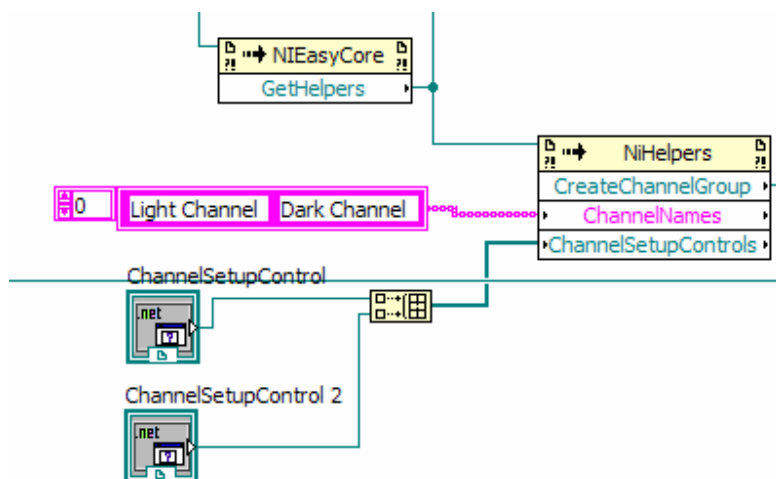 NIEasyCore
GetHelpers
NiHelpers
CreateChannelGroup
0 Light Channel Dark Channel
ChannelNames
ChannelSetupControls
ChannelSetupControl
.net
ChannelSetupControl 2
.net